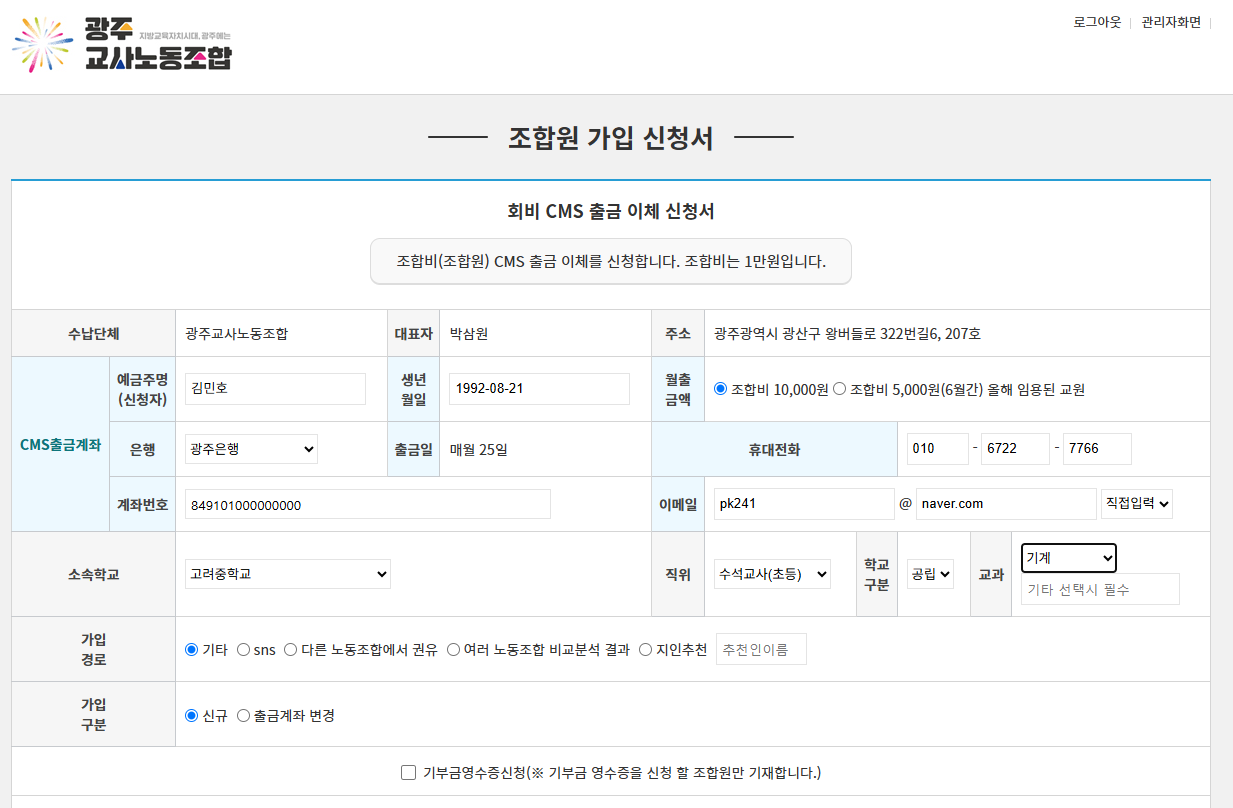 광주 지방교육자치시대, 광주에는
교사노동조합
로그아웃 관리자화면
조합원 가입 신청서
회비 CMS 출금 이체 신청서
조합비(조합원) CMS 출금 이체를 신청합니다. 조합비는 1만원입니다.
수납단체 광주교사노동조합 대표자 박삼원 주소 광주광역시 광산구 왕버들로 322번길6, 207호
CMS출금계좌
예금주명
(신청자)
김민호
생년
월일
1992-08-21
월출
금액
조합비 10,000원 조합비 5,000원(6월간) 올해 임용된 교원
은행 광주은행 출금일 매월 25일 휴대전화 010 - 6722 - 7766
계좌번호 849101000000000 이메일 pk241 @ naver.com 직접입력
소속학교 고려중학교 직위 수석교사(초등)
학교
구분
공립
교과
기계
기타 선택시 필수
가입
경로
기타 sns 다른 노동조합에서 권유 여러 노동조합 비교분석 결과 지인추천 추천인이름
가입
구분
신규 출금계좌 변경
기부금영수증신청(※ 기부금 영수증을 신청 할 조합원만 기재합니다.)